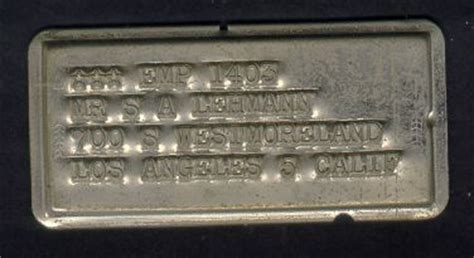 *** EMP 1403
MR S A LEHMANN
700 S WESTMORELAND
LOS ANGELES 5 CALIF